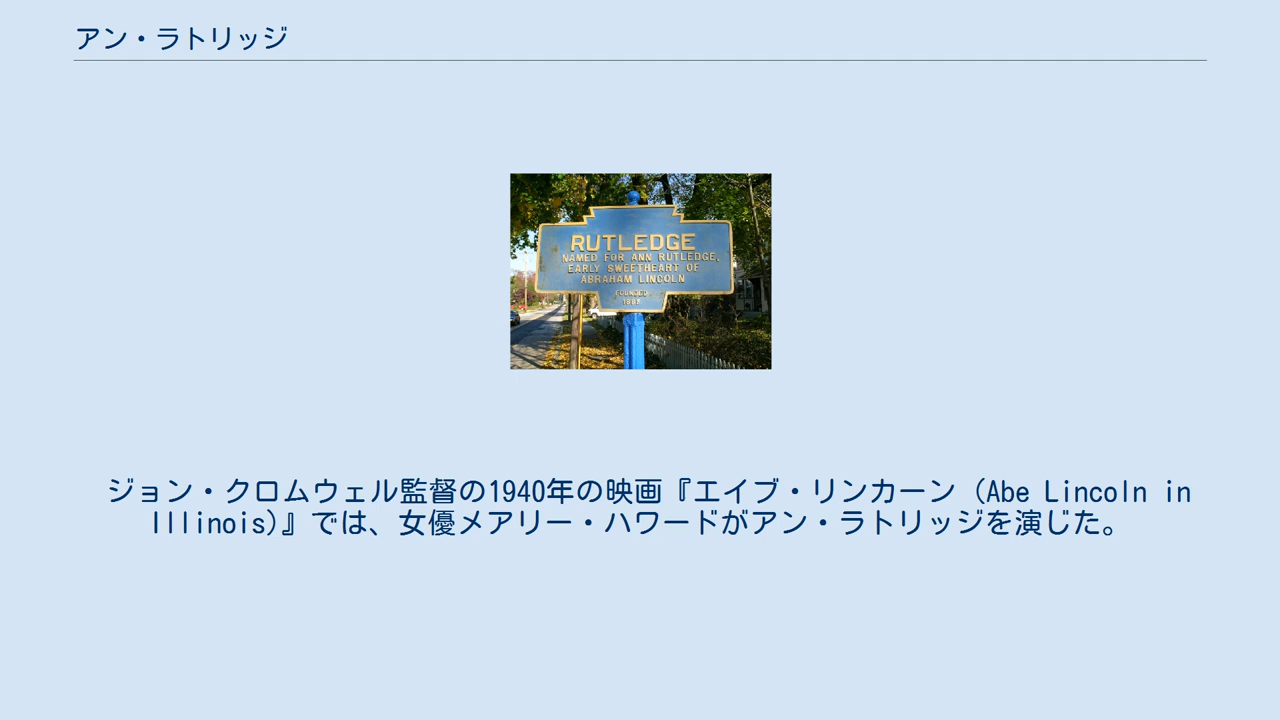 アン・ラトリッジ
RUTLEDGE
NAMED FOR ANN RUTLEDGE,
EARLY SWEETHEART OF
ABRAHAM LINCOLN
FOUNDED
ジョン・クロムウェル監督の1940年の映画『エイブ・リンカーン（Abe Lincoln in
Illinois)』では、女優メアリー・ハワードがアン・ラトリッジを演じた。